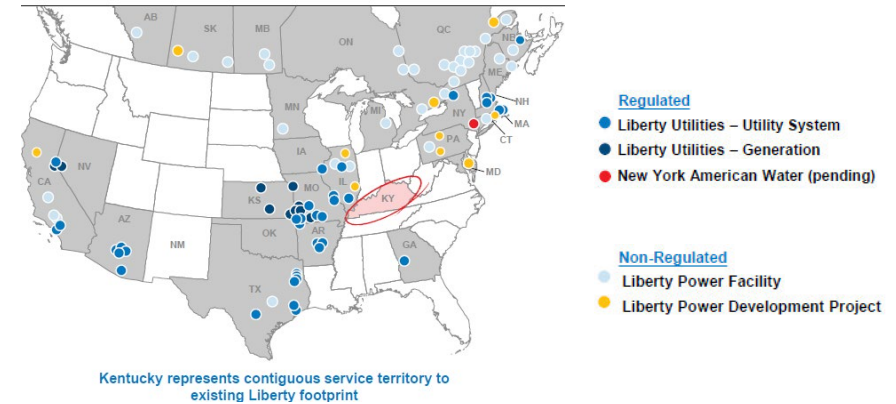 AB
SK
MB
ON
QC
NB
ME
MN
MI
NY
NH
MA
CT
PA
MD
IA
NV
CA
IL
MO
KS
KY
AZ
NM
OK
AR
GA
TX
Kentucky represents contiguous service territory to
existing Liberty footprint
Regulated
Liberty Utilities – Utility System
Liberty Utilities – Generation
New York American Water (pending)
Non-Regulated
Liberty Power Facility
Liberty Power Development Project